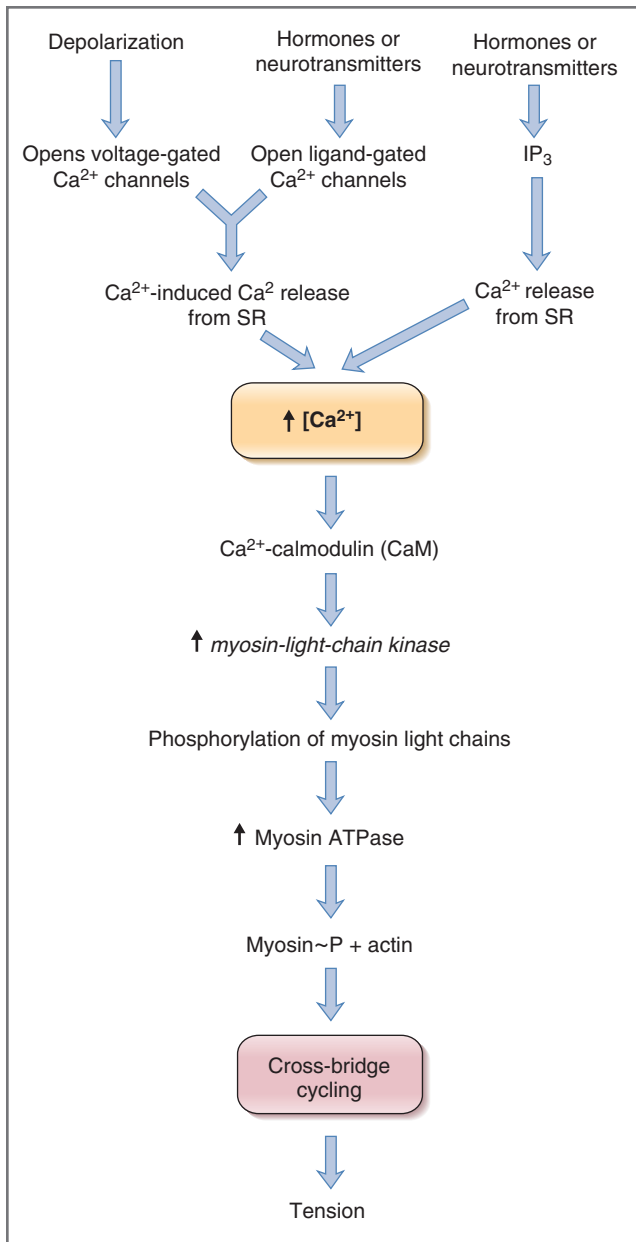 Depolarization
Hormones or
neurotransmitters
Hormones or
neurotransmitters
Opens voltage-gated
Ca²⁺ channels
Open ligand-gated
Ca²⁺ channels
IP₃
Ca²⁺-induced Ca² release
from SR
Ca²⁺ release
from SR
↑ [Ca²⁺]
Ca²⁺-calmodulin (CaM)
↑ myosin-light-chain kinase
Phosphorylation of myosin light chains
↑ Myosin ATPase
Myosin~P + actin
Cross-bridge
cycling
Tension